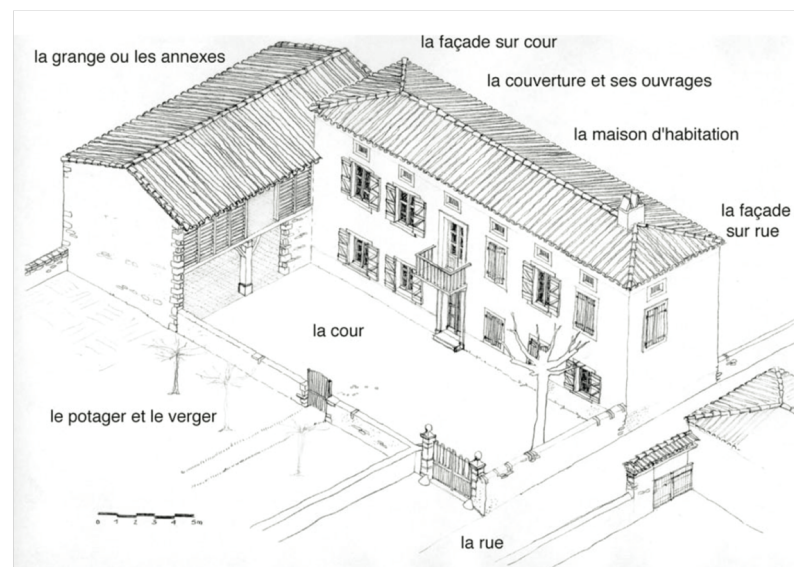 la façade sur cour
la grange ou les annexes
la couverture et ses ouvrages
la maison d'habitation
la façade
sur rue
la cour
le potager et le verger
0 1 2 3 4 5m
la rue